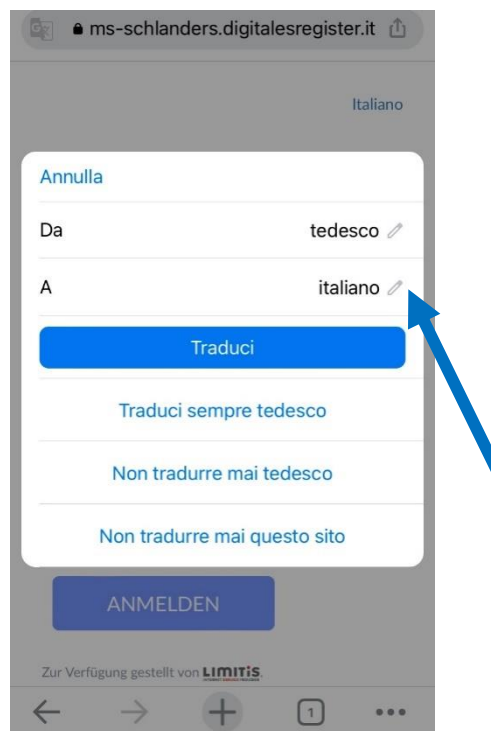 ms-schlanders.digitalesregister.it
Italiano
Annulla
Da tedesco
A italiano
Traduci
Traduci sempre tedesco
Non tradurre mai tedesco
Non tradurre mai questo sito
ANMELDEN
Zur Verfügung gestellt von LIMITIS.
1